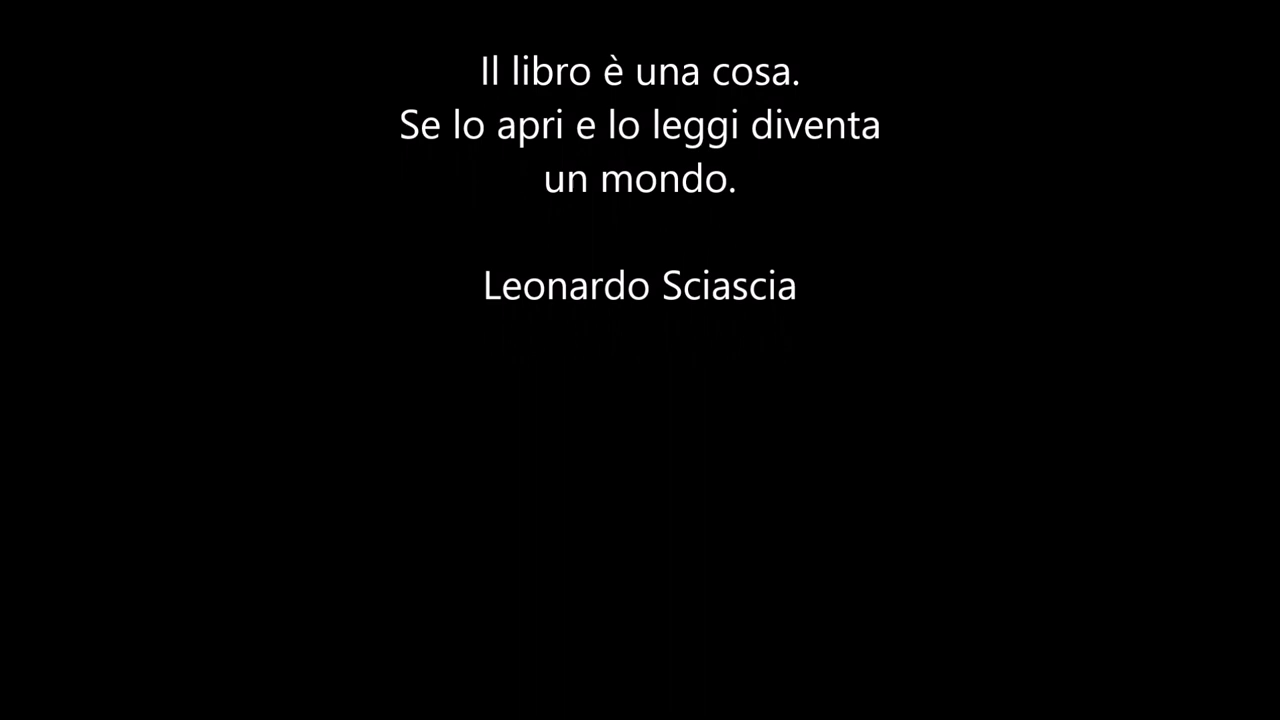 Il libro è una cosa.
Se lo apri e lo leggi diventa
un mondo.
Leonardo Sciascia